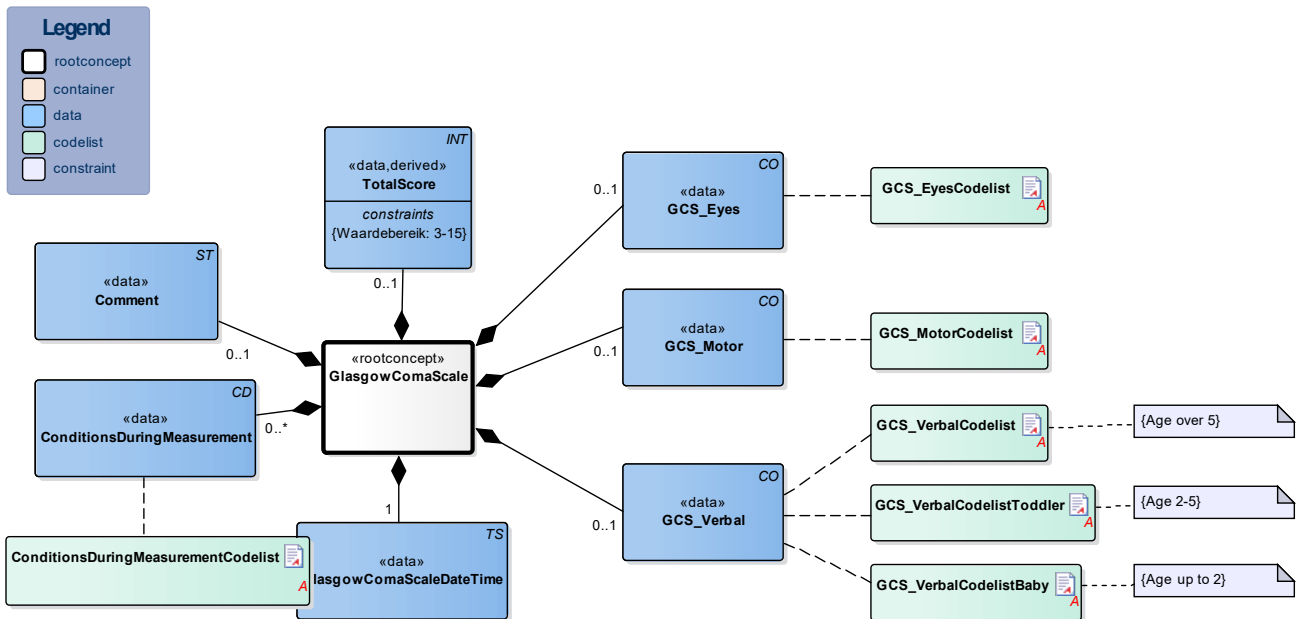 Legend
rootconcept
container
data
codelist
constraint
INT
«data,derived»
TotalScore
constraints
{Waardebereik: 3-15}
0..1
CO
«data»
GCS_Eyes
0..1
GCS_EyesCodelist
A
ST
«data»
Comment
0..1
CO
«data»
GCS_Motor
0..1
GCS_MotorCodelist
A
«rootconcept»
GlasgowComaScale
CD
«data»
ConditionsDuringMeasurement
0..*
GCS_VerbalCodelist
A
{Age over 5}
CO
«data»
GCS_Verbal
0..1
GCS_VerbalCodelistToddler
A
{Age 2-5}
GCS_VerbalCodelistBaby
A
{Age up to 2}
1
TS
«data»
lasgowComaScaleDateTime
ConditionsDuringMeasurementCodelist
A